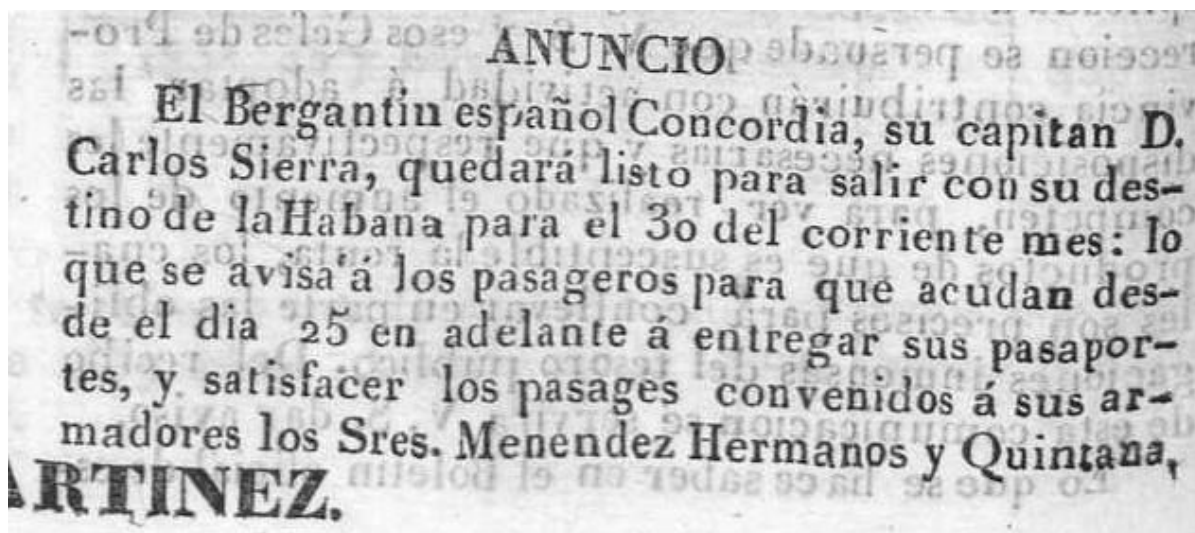 ANUNCIO
El Bergantin español Concordia, su capitan D.
Carlos Sierra, quedará listo para salir con su des-
tino de la Habana para el 30 del corriente mes: lo
que se avisa á los pasageros para que acudan des-
de el dia 25 en adelante á entregar sus pasapor-
tes, y satisfacer los pasages convenidos á sus ar-
madores los Sres. Menendez Hermanos y Quintana,
ARTINEZ.